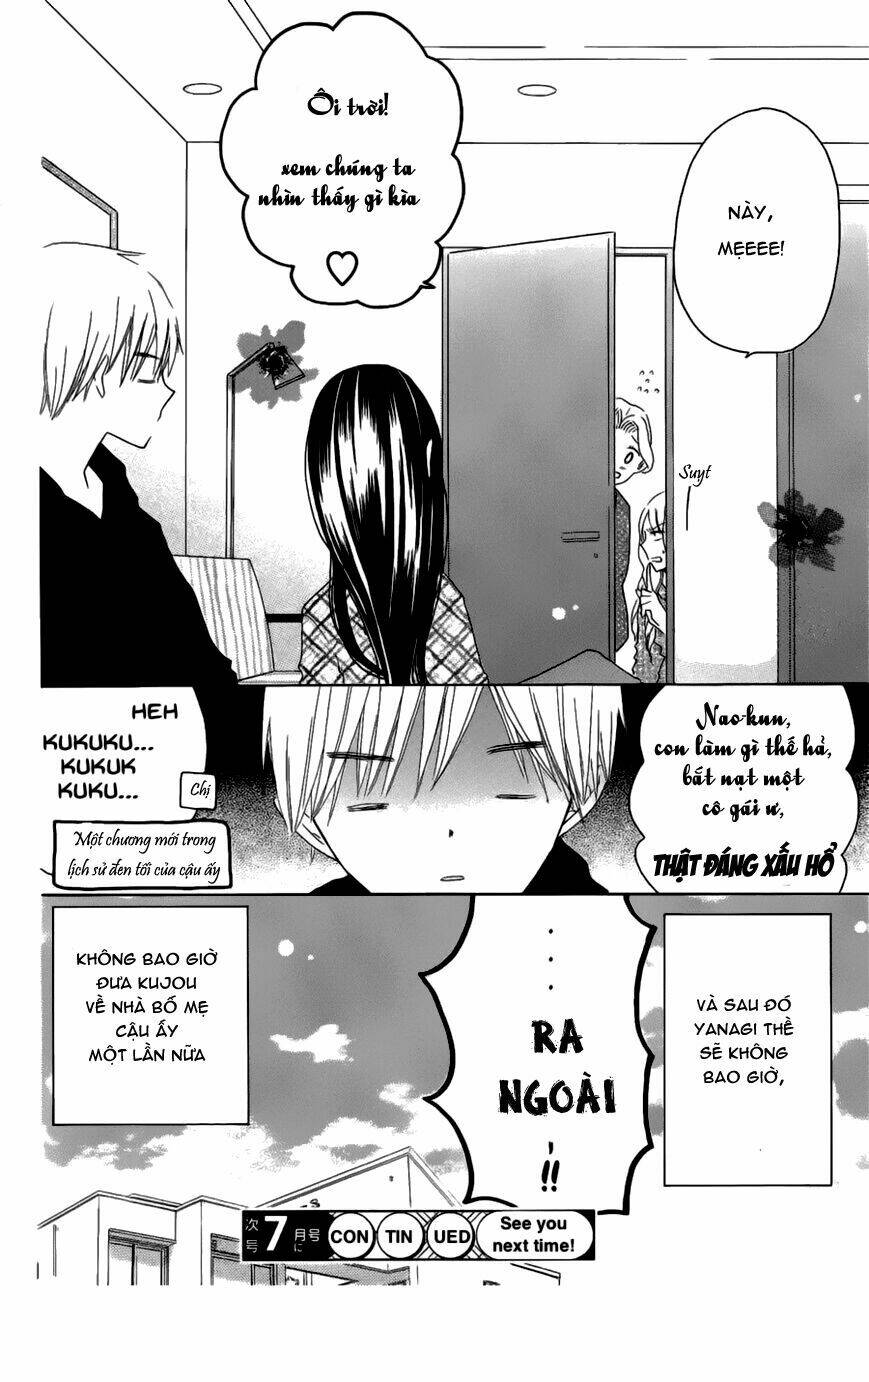 NÀY,
MẸEEE!
Ôi trời!
xem chúng ta
nhìn thấy gì kìa
Suyt
Nao-kun,
con làm gì thế hả,
bắt nạt một
cô gái ư,
THẬT ĐÁNG XẤU HỔ
HEH
KUKUKU...
KUKUK
KUKU...
Chị
Một chương mới trong
lịch sử đen tối của cậu ấy
VÀ SAU ĐÓ
YANAGI THỀ
SẼ KHÔNG
BAO GIỜ,
...
RA
NGOÀI
!!
KHÔNG BAO GIỜ
ĐƯA KUJOU
VỀ NHÀ BỐ MẸ
CẬU ẤY
MỘT LẦN NỮA
次号7月号に
CON TIN UED
See you
next time!